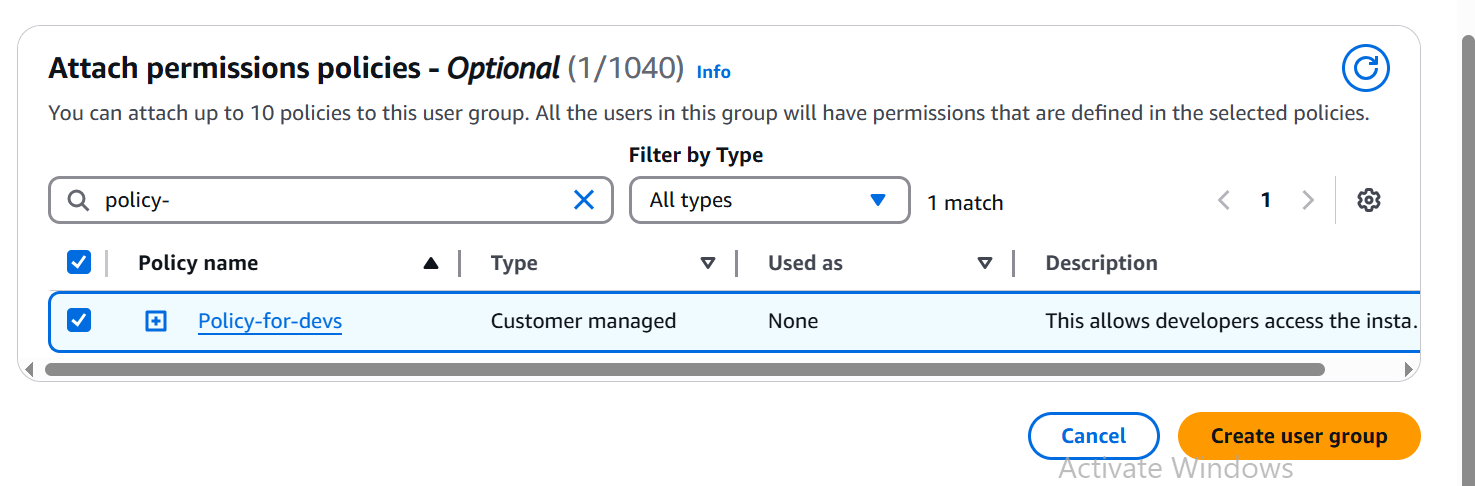 Attach permissions policies - Optional (1/1040) Info
You can attach up to 10 policies to this user group. All the users in this group will have permissions that are defined in the selected policies.
Filter by Type
policy- All types 1 match 1
Policy name Type Used as Description
Policy-for-devs Customer managed None This allows developers access the insta.
Cancel Create user group
Activate Windows